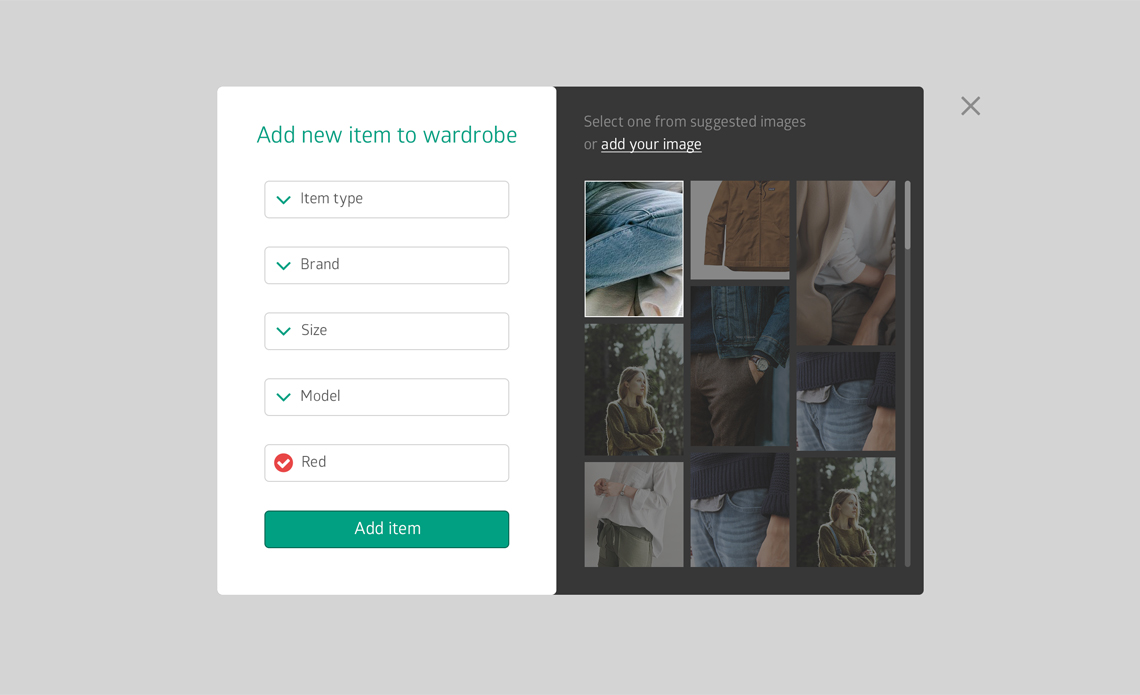 Add new item to wardrobe
Item type
Brand
Size
Model
Red
Add item
Select one from suggested images
or add your image